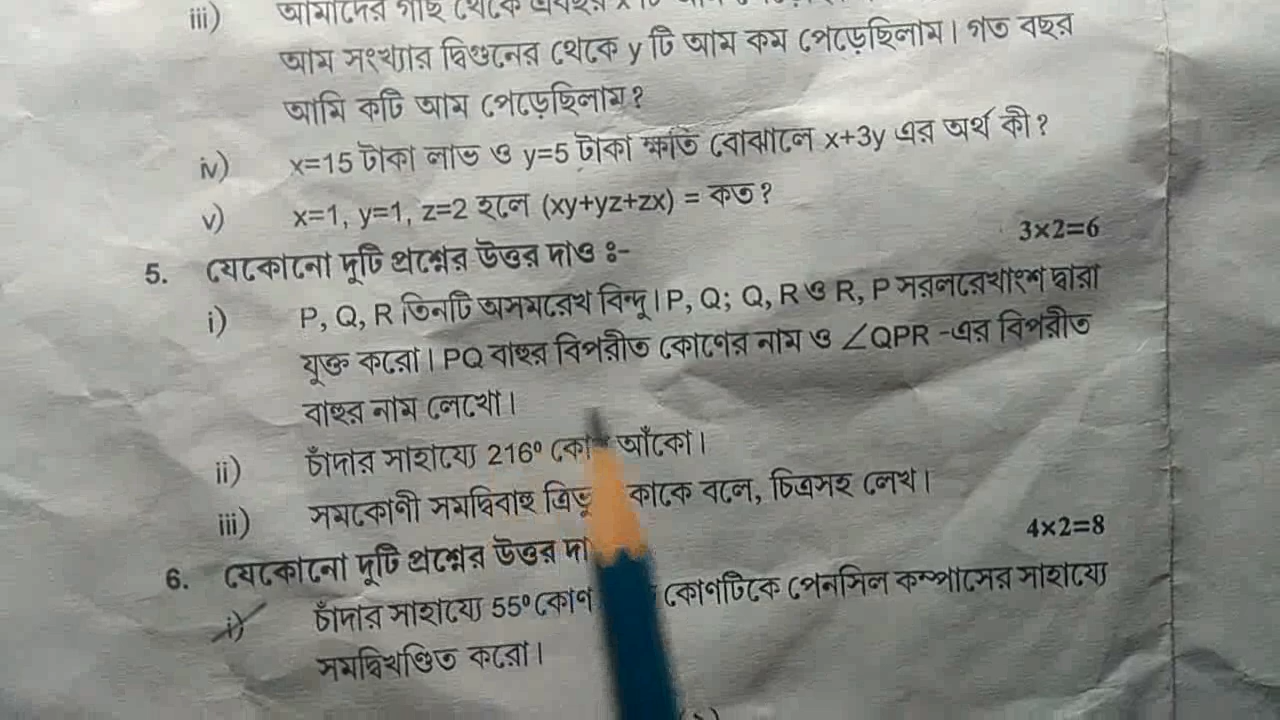 iii) আমাদের গাছ থেকে এবছর x টি আম
আম সংখ্যার দ্বিগুনের থেকে y টি আম কম পেড়েছিলাম। গত বছর
আমি কটি আম পেড়েছিলাম?
iv) x=15 টাকা লাভ ও y=5 টাকা ক্ষতি বোঝালে x+3y এর অর্থ কী?
v) x=1, y=1, z=2 হলে (xy+yz+zx) = কত?
5. যেকোনো দুটি প্রশ্নের উত্তর দাও ঃ- 3×2=6
i) P, Q, R তিনটি অসমরেখ বিন্দু। P, Q; Q, R ও R, P সরলরেখাংশ দ্বারা
যুক্ত করো। PQ বাহুর বিপরীত কোণের নাম ও ∠QPR -এর বিপরীত
বাহুর নাম লেখো।
ii) চাঁদার সাহায্যে 216° আঁকো।
iii) সমকোণী সমদ্বিবাহু কাকে বলে, চিত্রসহ লেখ।
6. যেকোনো দুটি প্রশ্নের উত্তর 4×2=8
i) চাঁদার সাহায্যে 55° কোণ কোণটিকে পেনসিল কম্পাসের সাহায্যে
সমদ্বিখণ্ডিত করো।